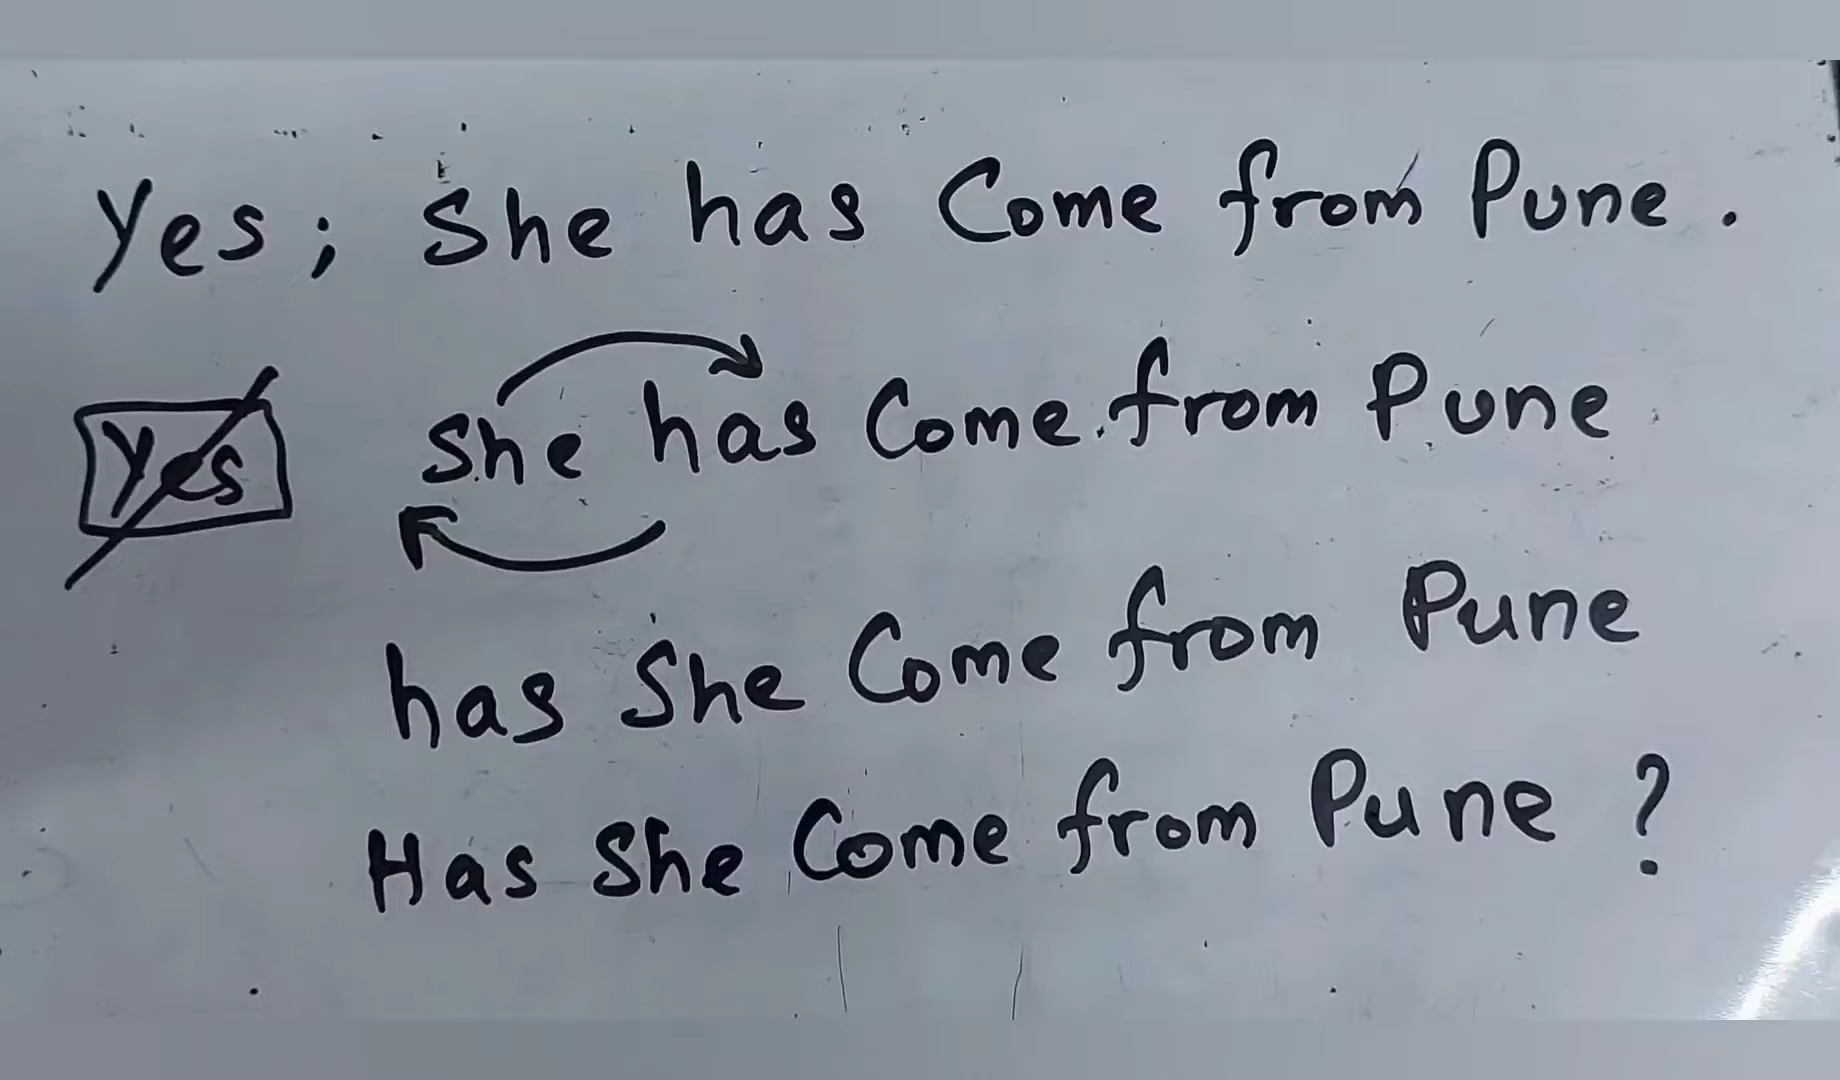 Yes; She has Come from Pune.
Yes She has Come from Pune
has She Come from Pune
Has She Come from Pune ?